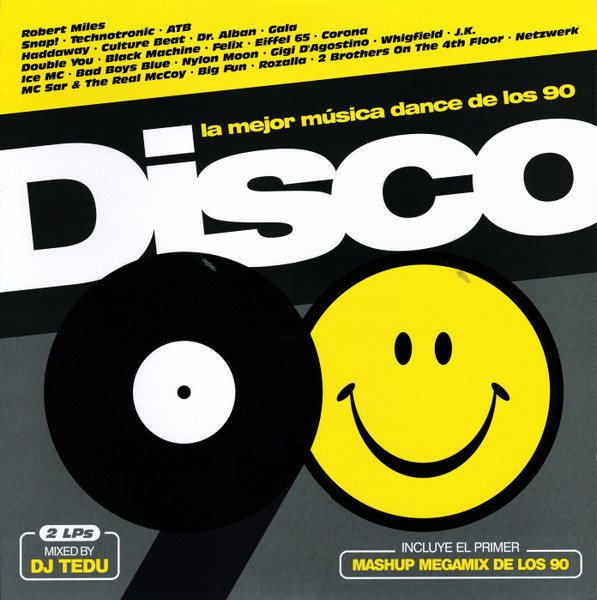 Robert Miles
Snap! · Technotronic · ATB
Haddaway · Culture Beat · Dr. Alban · Gala
Double You · Black Machine · Felix · Eiffel 65 · Corona
Ice MC · Bad Boys Blue · Nylon Moon · Gigi D'Agostino · Whigfield · J.K.
MC Sar & The Real McCoy · Big Fun · Rozalla · 2 Brothers On The 4th Floor · Netzwerk
la mejor música dance de los 90
Disco
90
2 LPs
MIXED BY
DJ TEDU
INCLUYE EL PRIMER
MASHUP MEGAMIX DE LOS 90